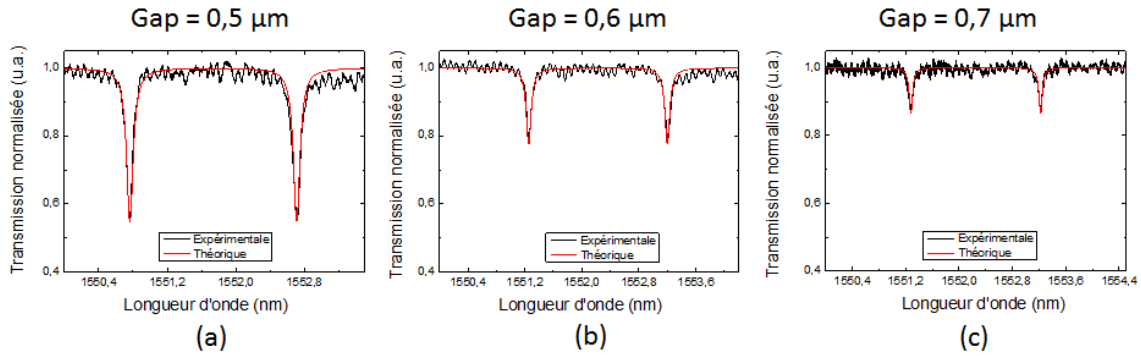 Gap = 0,5 µm
Gap = 0,6 µm
Gap = 0,7 µm
Transmission normalisée (u.a.)
1,0
0,8
0,6
0,4
Expérimentale
Théorique
1550,4 1551,2 1552,0 1552,8
Longueur d'onde (nm)
(a)
Transmission normalisée (u.a.)
1,0
0,8
0,6
0,4
Expérimentale
Théorique
1550,4 1551,2 1552,0 1552,8 1553,6
Longueur d'onde (nm)
(b)
Transmission normalisée (u.a.)
1,0
0,8
0,6
0,4
Expérimentale
Théorique
1550,4 1551,2 1552,0 1552,8 1553,6 1554,4
Longueur d'onde (nm)
(c)